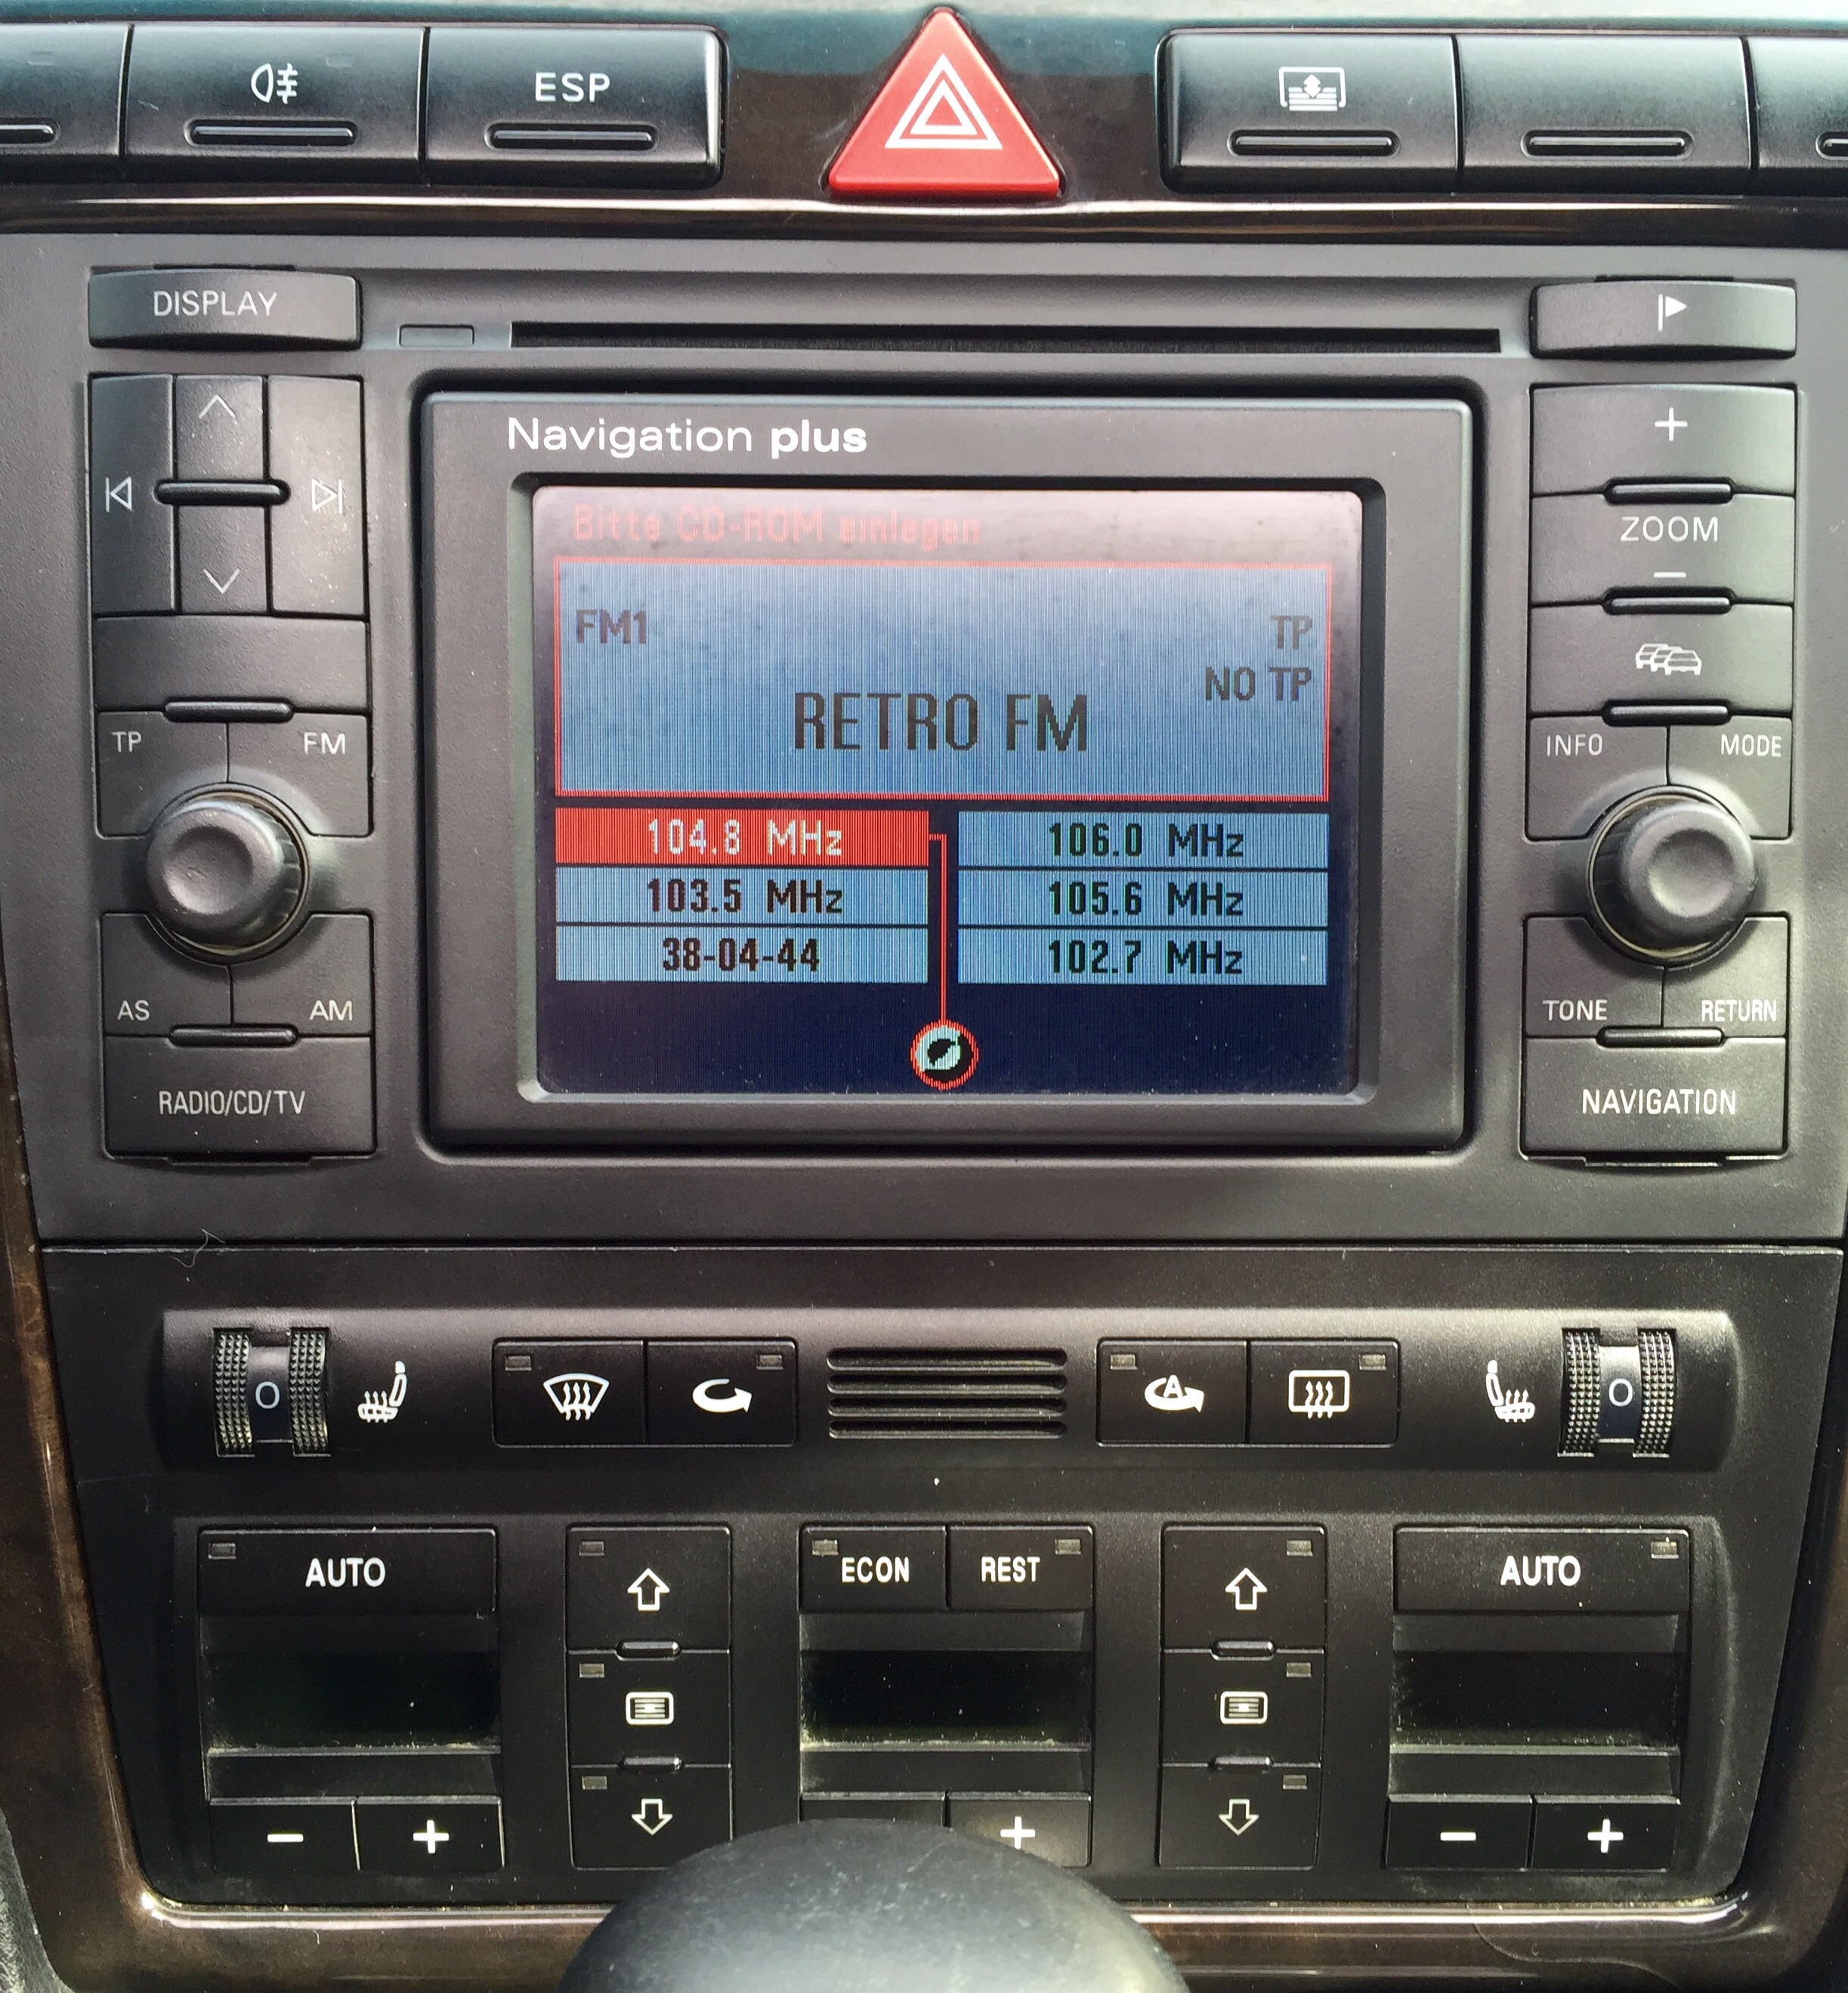 ESP
DISPLAY
Navigation plus
ZOOM
Bitte CD-ROM einlegen
FM1
TP
NO TP
RETRO FM
TP
FM
INFO
MODE
104.8 MHz
106.0 MHz
103.5 MHz
105.6 MHz
38-04-44
102.7 MHz
AS
AM
TONE
RETURN
RADIO/CD/TV
NAVIGATION
O
A
O
AUTO
ECON
REST
AUTO